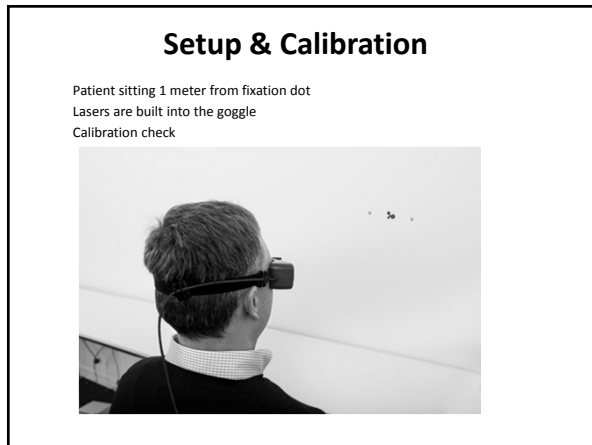 Setup & Calibration
Patient sitting 1 meter from fixation dot
Lasers are built into the goggle
Calibration check